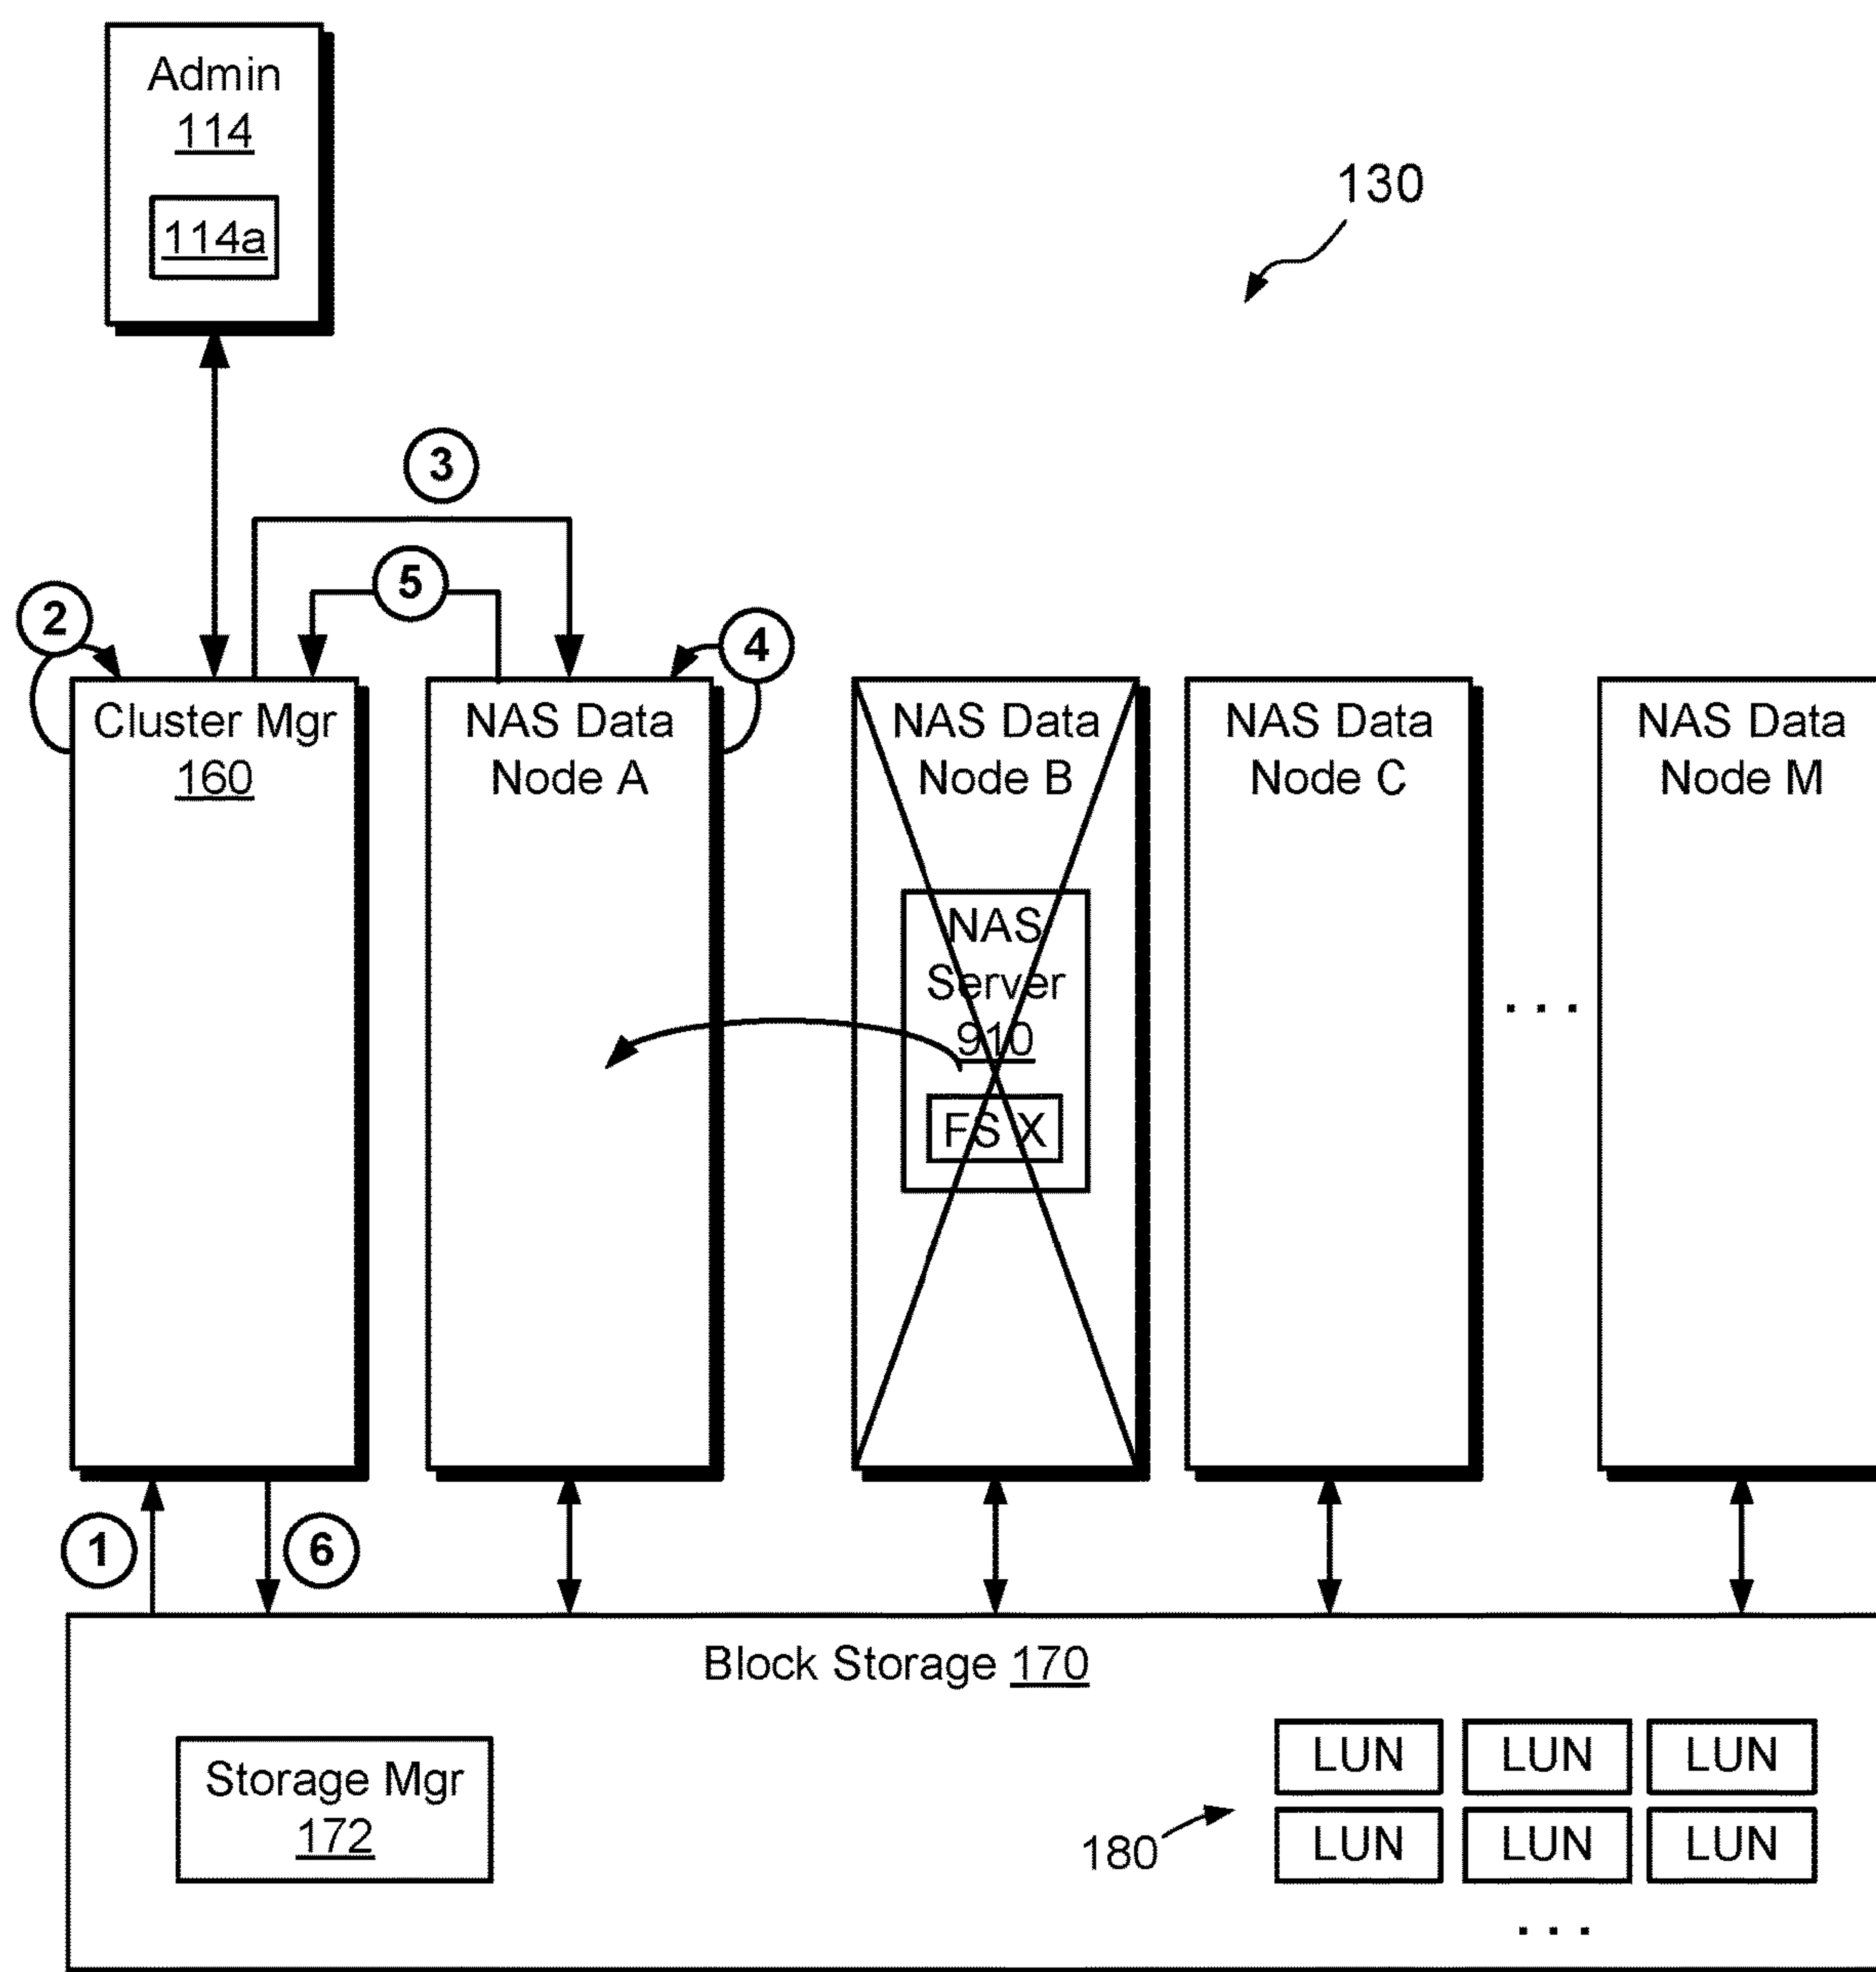 Admin
114
114a
130
3
5
2
4
Cluster Mgr
160
NAS Data
Node A
NAS Data
Node B
NAS Data
Node C
NAS Data
Node M
NAS
Server
910
FS X
. . .
1
6
Block Storage 170
Storage Mgr
172
180
LUN LUN LUN
LUN LUN LUN
. . .